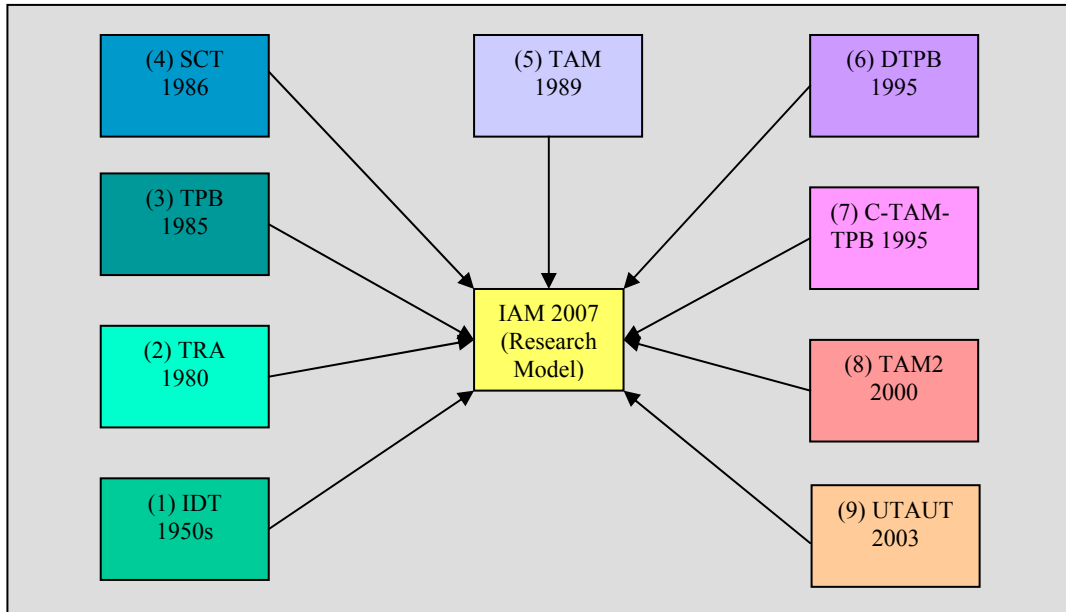 (4) SCT
1986
(5) TAM
1989
(6) DTPB
1995
(3) TPB
1985
(7) C-TAM-
TPB 1995
IAM 2007
(Research
Model)
(2) TRA
1980
(8) TAM2
2000
(1) IDT
1950s
(9) UTAUT
2003